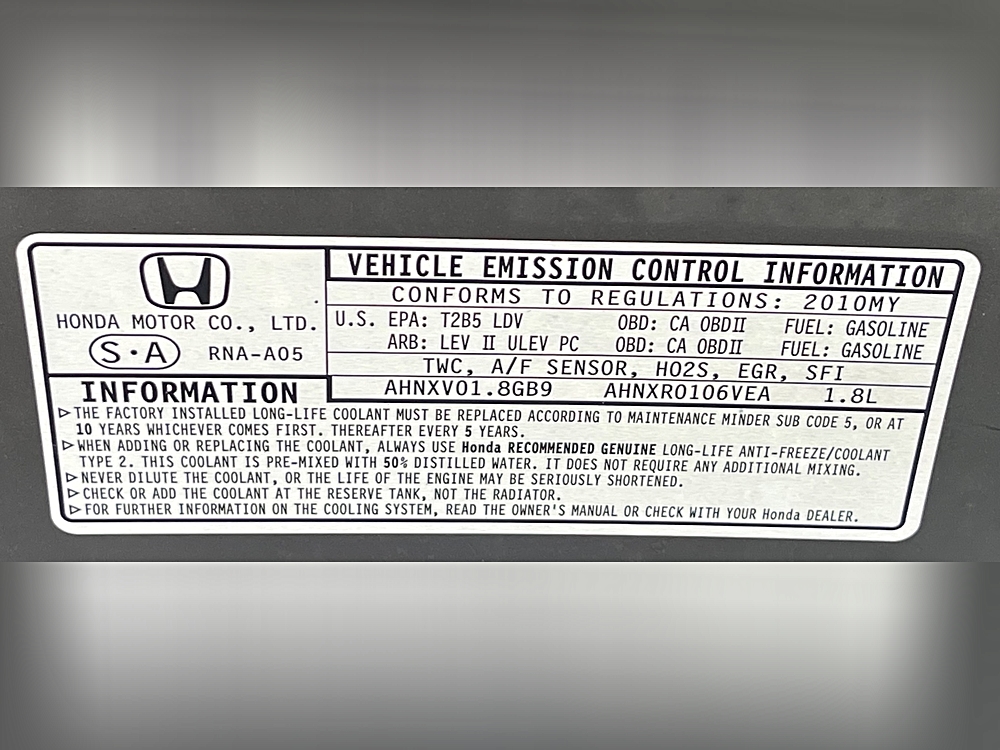 HONDA MOTOR CO., LTD.
S·A RNA-A05
VEHICLE EMISSION CONTROL INFORMATION
CONFORMS TO REGULATIONS: 2010MY
U.S. EPA: T2B5 LDV OBD: CA OBDII FUEL: GASOLINE
ARB: LEV II ULEV PC OBD: CA OBDII FUEL: GASOLINE
TWC, A/F SENSOR, HO2S, EGR, SFI
AHNXV01.8GB9 AHNXR0106VEA 1.8L
INFORMATION
▷THE FACTORY INSTALLED LONG-LIFE COOLANT MUST BE REPLACED ACCORDING TO MAINTENANCE MINDER SUB CODE 5, OR AT
10 YEARS WHICHEVER COMES FIRST. THEREAFTER EVERY 5 YEARS.
▷WHEN ADDING OR REPLACING THE COOLANT, ALWAYS USE Honda RECOMMENDED GENUINE LONG-LIFE ANTI-FREEZE/COOLANT
TYPE 2. THIS COOLANT IS PRE-MIXED WITH 50% DISTILLED WATER. IT DOES NOT REQUIRE ANY ADDITIONAL MIXING.
▷NEVER DILUTE THE COOLANT, OR THE LIFE OF THE ENGINE MAY BE SERIOUSLY SHORTENED.
▷CHECK OR ADD THE COOLANT AT THE RESERVE TANK, NOT THE RADIATOR.
▷FOR FURTHER INFORMATION ON THE COOLING SYSTEM, READ THE OWNER'S MANUAL OR CHECK WITH YOUR Honda DEALER.